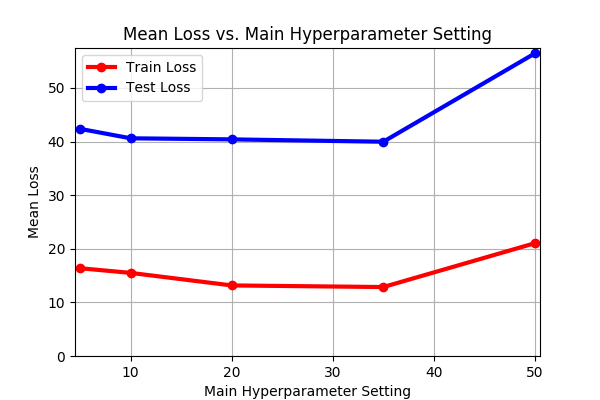 Mean Loss vs. Main Hyperparameter Setting
Train Loss
Test Loss
Mean Loss
50
40
30
20
10
0
10 20 30 40 50
Main Hyperparameter Setting